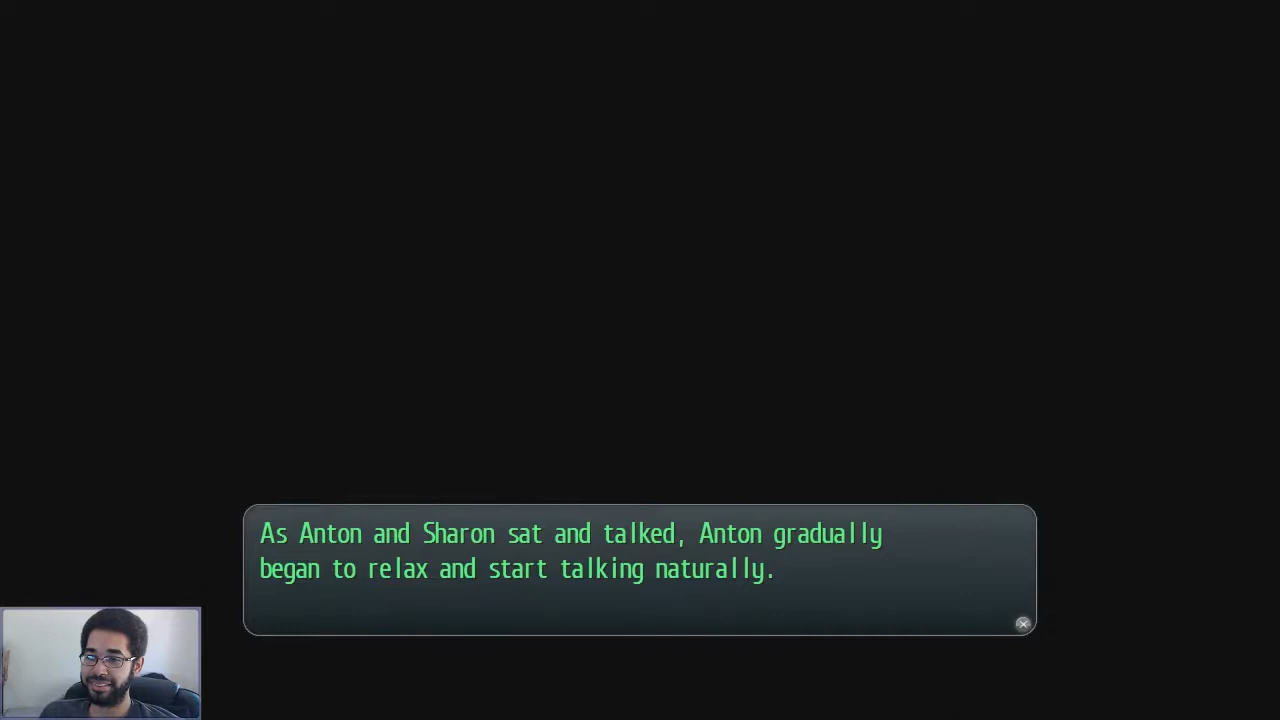 As Anton and Sharon sat and talked, Anton gradually
began to relax and start talking naturally.